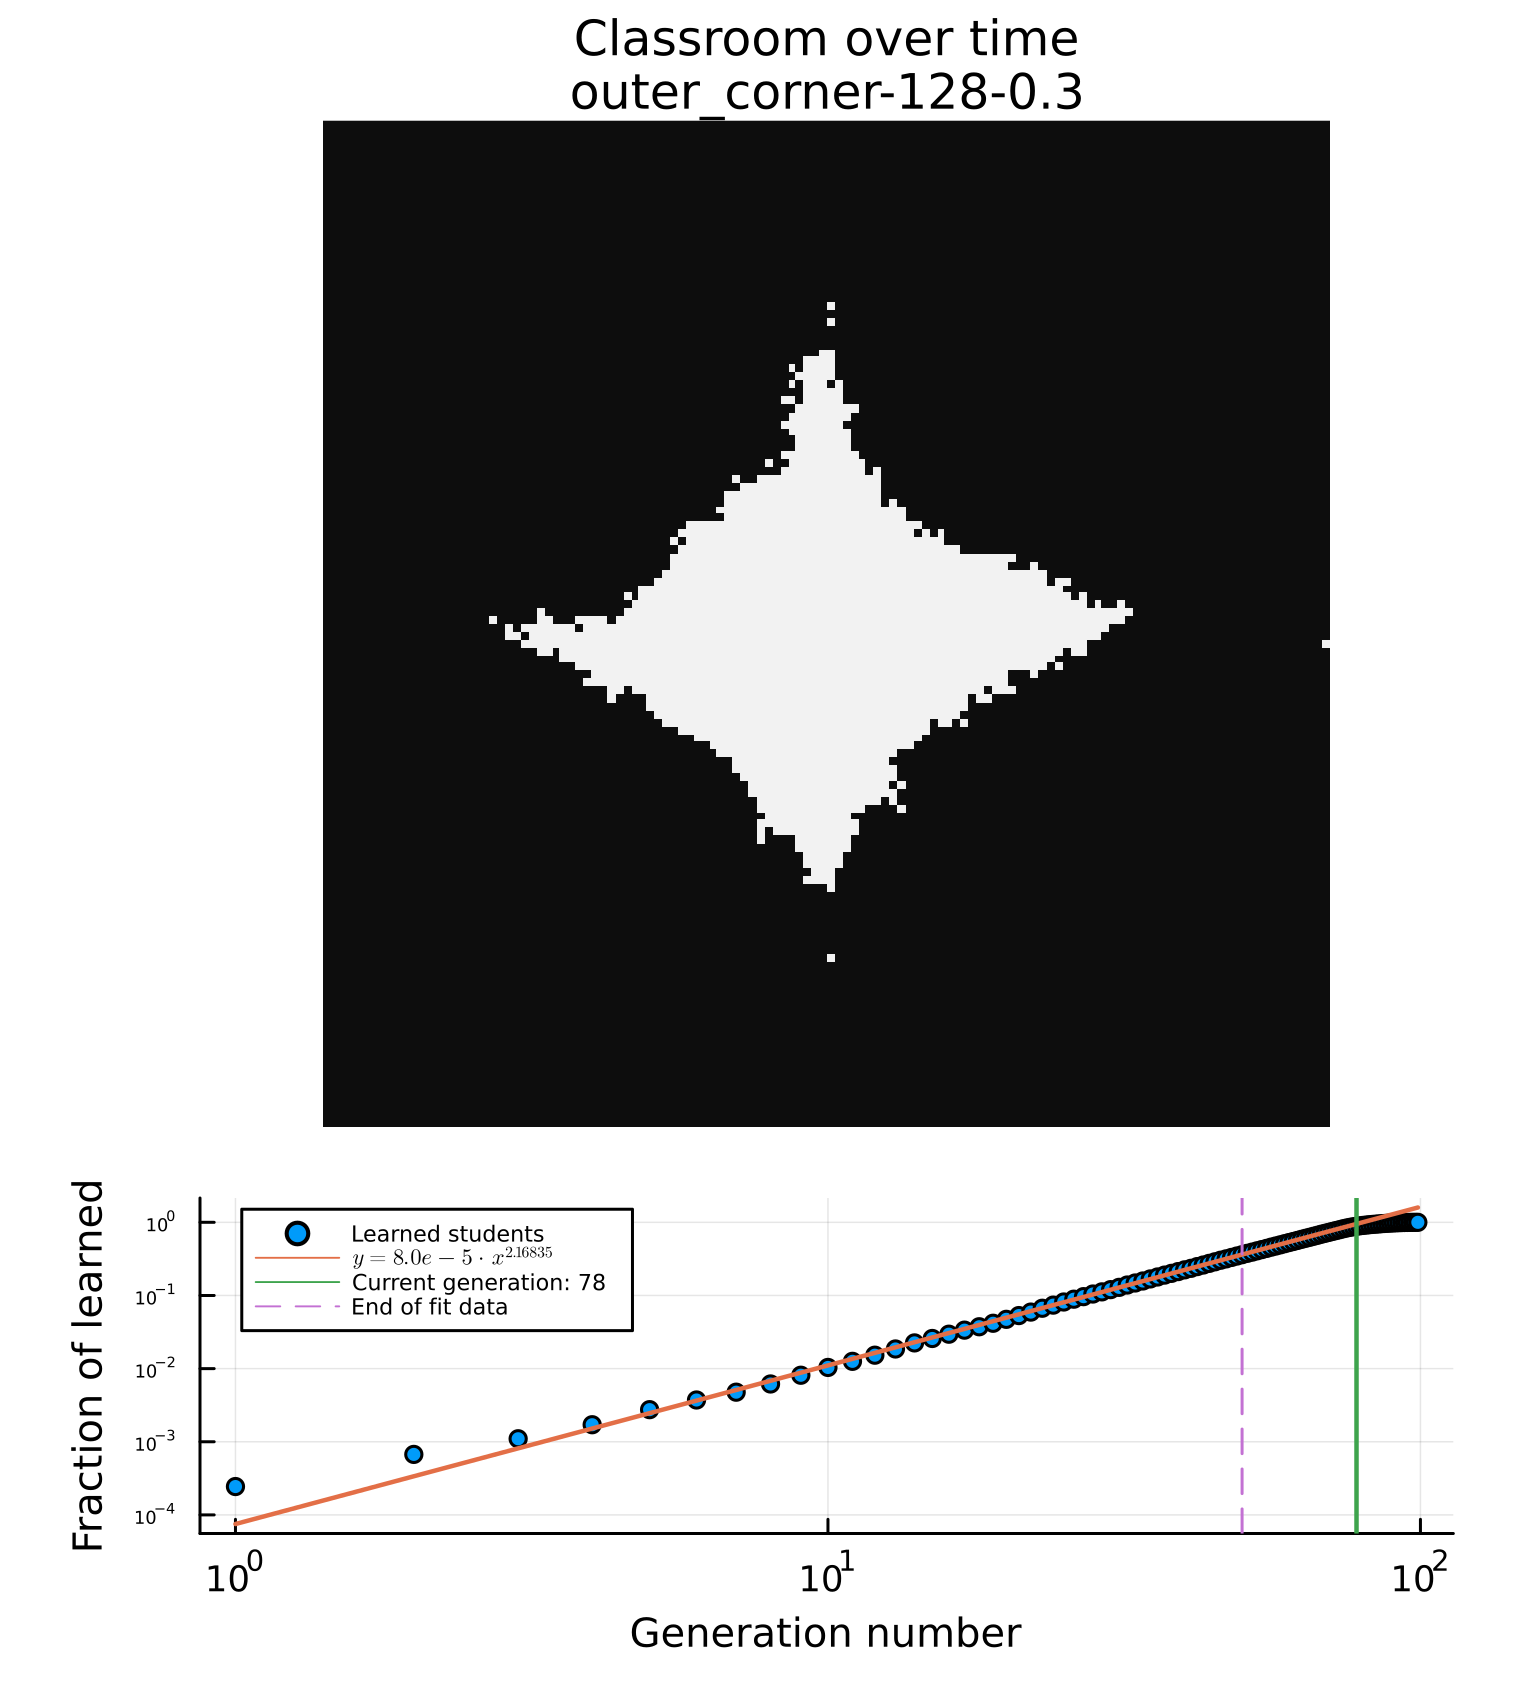 Classroom over time
outer_corner-128-0.3
Fraction of learned
10^0
10^-1
10^-2
10^-3
10^-4
Learned students
y = 8.0e − 5 · x^2.16835
Current generation: 78
End of fit data
10^0 10^1 10^2
Generation number